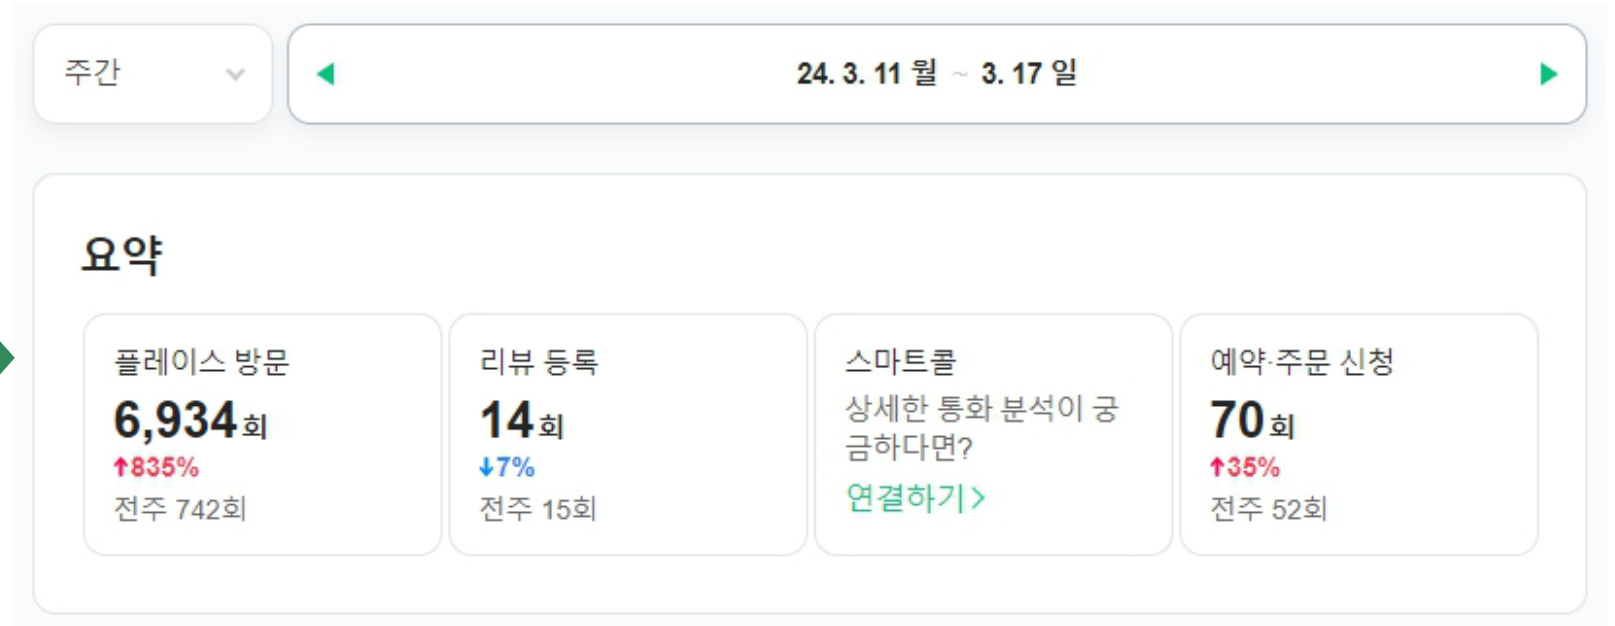 주간
24. 3. 11 월 ~ 3. 17 일
요약
플레이스 방문
6,934회
↑835%
전주 742회
리뷰 등록
14회
↓7%
전주 15회
스마트콜
상세한 통화 분석이 궁
금하다면?
연결하기 >
예약·주문 신청
70회
↑35%
전주 52회